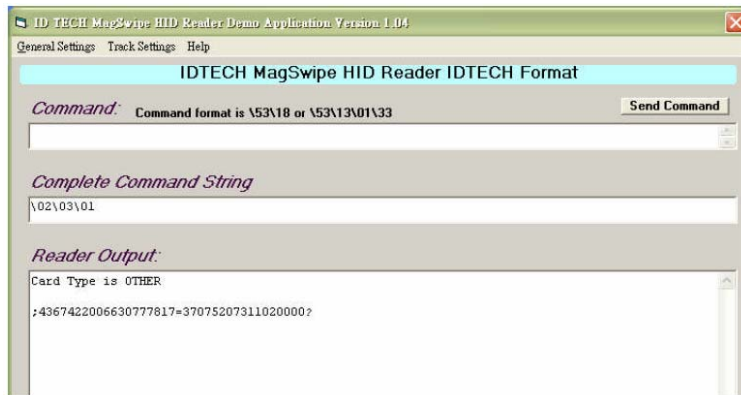 ID TECH MagSwipe HID Reader Demo Application Version 1.04
General Settings Track Settings Help
IDTECH MagSwipe HID Reader IDTECH Format
Command: Command format is \53\18 or \53\13\01\33 Send Command
Complete Command String
\02\03\01
Reader Output:
Card Type is OTHER
;4367422006630777817=37075207311020000?